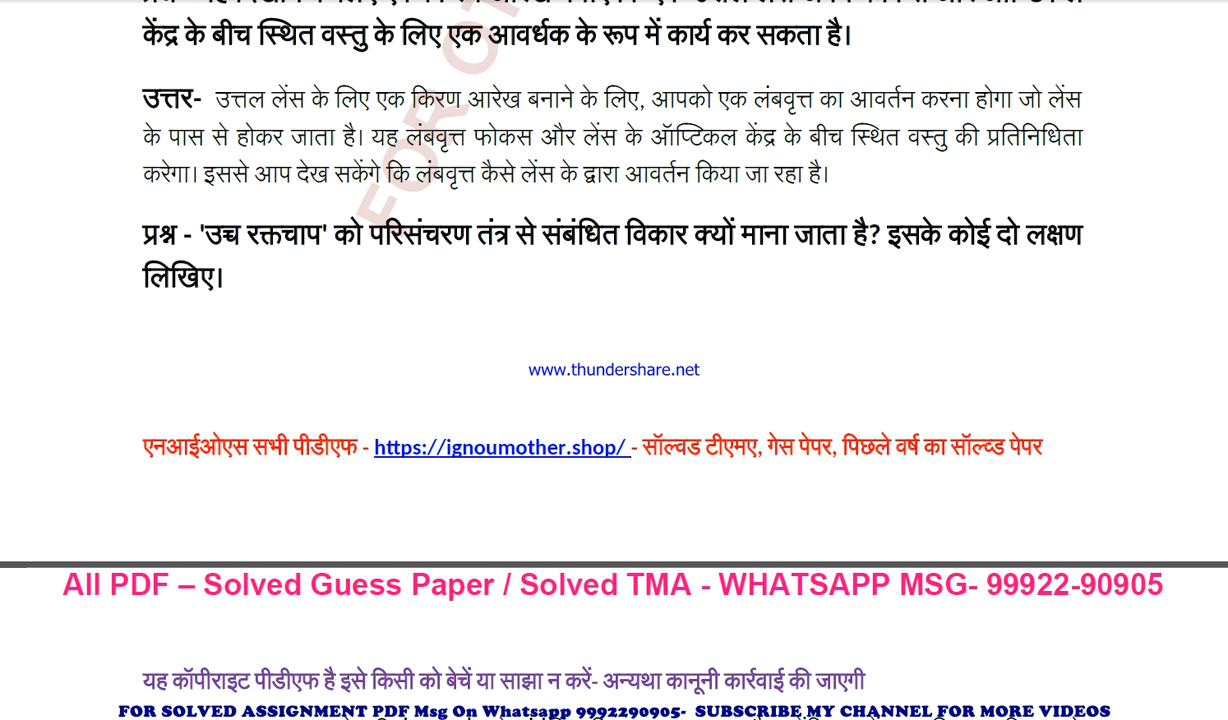 केंद्र के बीच स्थित वस्तु के लिए एक आवर्धक के रूप में कार्य कर सकता है।
उत्तर- उत्तल लेंस के लिए एक किरण आरेख बनाने के लिए, आपको एक लंबवृत्त का आवर्तन करना होगा जो लेंस
के पास से होकर जाता है। यह लंबवृत्त फोकस और लेंस के ऑप्टिकल केंद्र के बीच स्थित वस्तु की प्रतिनिधिता
करेगा। इससे आप देख सकेंगे कि लंबवृत्त कैसे लेंस के द्वारा आवर्तन किया जा रहा है।
FOR
प्रश्न - 'उच्च रक्तचाप' को परिसंचरण तंत्र से संबंधित विकार क्यों माना जाता है? इसके कोई दो लक्षण
लिखिए।
www.thundershare.net
एनआईओएस सभी पीडीएफ - https://ignoumother.shop/ - सॉल्वड टीएमए, गेस पेपर, पिछले वर्ष का सॉल्व्ड पेपर
All PDF – Solved Guess Paper / Solved TMA - WHATSAPP MSG- 99922-90905
यह कॉपीराइट पीडीएफ है इसे किसी को बेचें या साझा न करें- अन्यथा कानूनी कार्रवाई की जाएगी
FOR SOLVED ASSIGNMENT PDF Msg On Whatsapp 9992290905- SUBSCRIBE MY CHANNEL FOR MORE VIDEOS